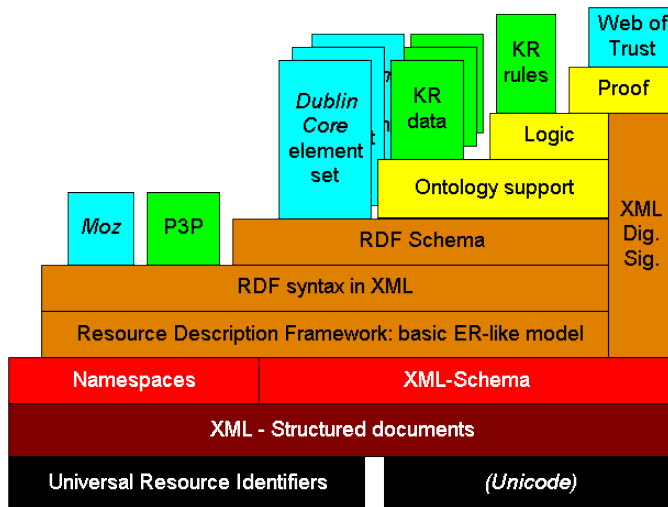 Web of
Trust
KR
rules
Proof
Dublin
Core
element
set
KR
data
Logic
Ontology support
Moz
P3P
RDF Schema
XML
Dig.
Sig.
RDF syntax in XML
Resource Description Framework: basic ER-like model
Namespaces
XML-Schema
XML - Structured documents
Universal Resource Identifiers
(Unicode)